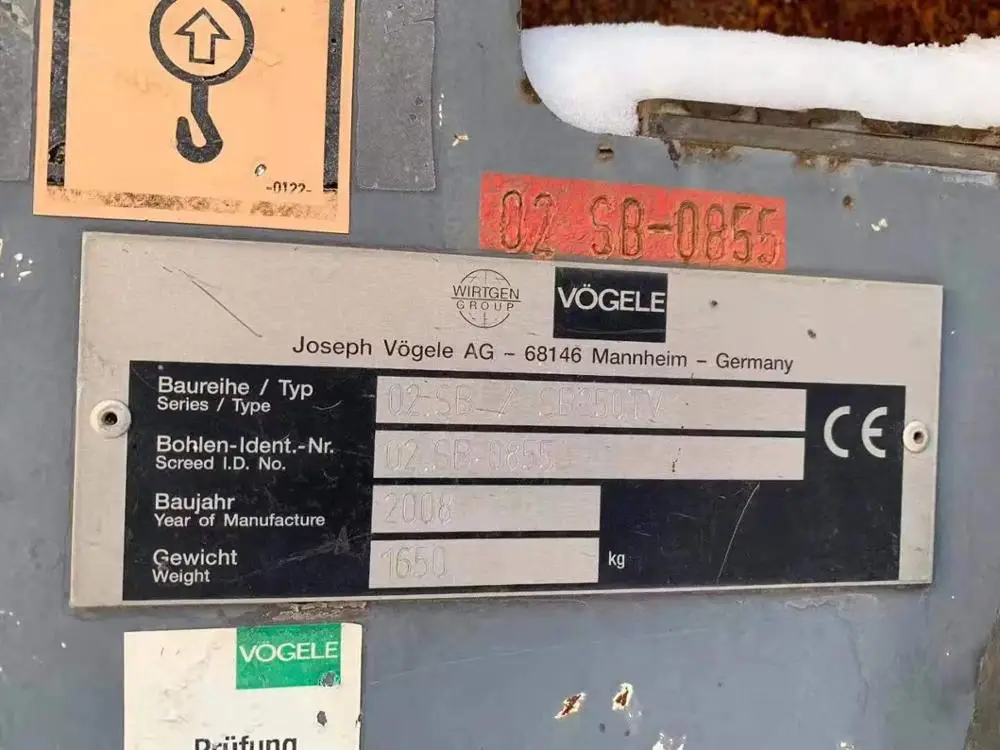 -0122-
02 SB-0855
WIRTGEN
GROUP
VÖGELE
Joseph Vögele AG - 68146 Mannheim - Germany
Baureihe / Typ
Series / Type
02.SB / SB250TV
Bohlen-Ident.-Nr.
Screed I.D. No.
02.SB-0855
CE
Baujahr
Year of Manufacture
2008
Gewicht
Weight
1650
kg
VÖGELE
Prüfung